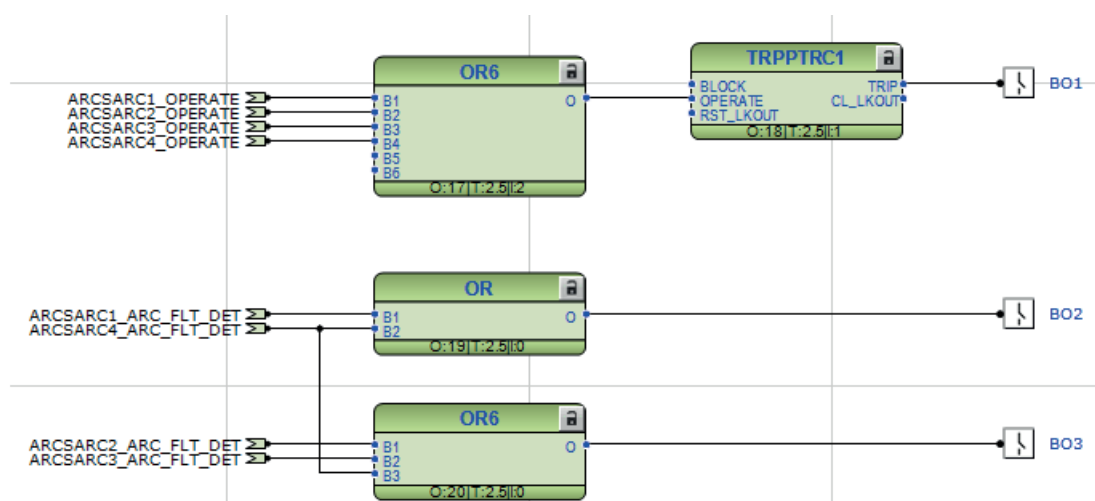 OR6
ARCSARC1_OPERATE
ARCSARC2_OPERATE
ARCSARC3_OPERATE
ARCSARC4_OPERATE
B1
B2
B3
B4
B5
B6
O
O:17|T:2.5|I:2
TRPPTRC1
BLOCK
OPERATE
RST_LKOUT
TRIP
CL_LKOUT
O:18|T:2.5|I:1
BO1
OR
ARCSARC1_ARC_FLT_DET
ARCSARC4_ARC_FLT_DET
B1
B2
O
O:19|T:2.5|I:0
BO2
OR6
ARCSARC2_ARC_FLT_DET
ARCSARC3_ARC_FLT_DET
B1
B2
B3
O
O:20|T:2.5|I:0
BO3